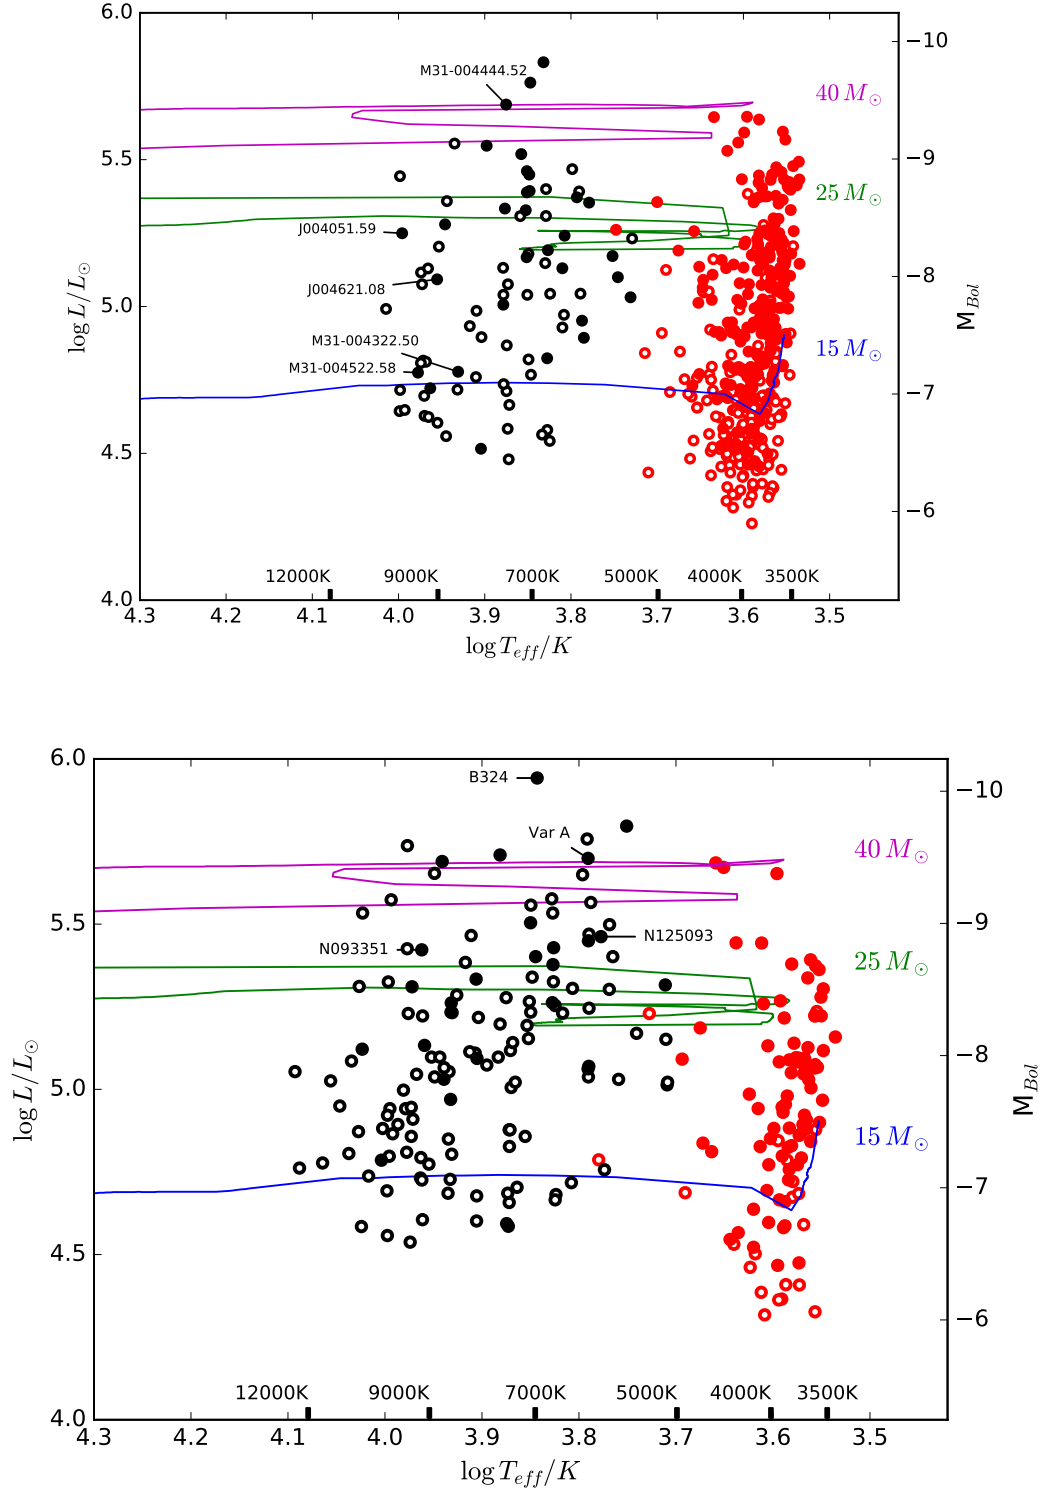 6.0
−10
M31-004444.52
40 M⊙
5.5
−9
25 M⊙
J004051.59
−8
J004621.08
5.0
log L/L⊙
M_Bol
M31-004322.50
15 M⊙
M31-004522.58
−7
4.5
−6
12000K 9000K 7000K 5000K 4000K 3500K
4.0
4.3 4.2 4.1 4.0 3.9 3.8 3.7 3.6 3.5
log T_eff/K
6.0
B324
−10
Var A
40 M⊙
5.5
−9
N093351
N125093
25 M⊙
−8
5.0
log L/L⊙
M_Bol
15 M⊙
−7
4.5
−6
12000K 9000K 7000K 5000K 4000K 3500K
4.0
4.3 4.2 4.1 4.0 3.9 3.8 3.7 3.6 3.5
log T_eff/K